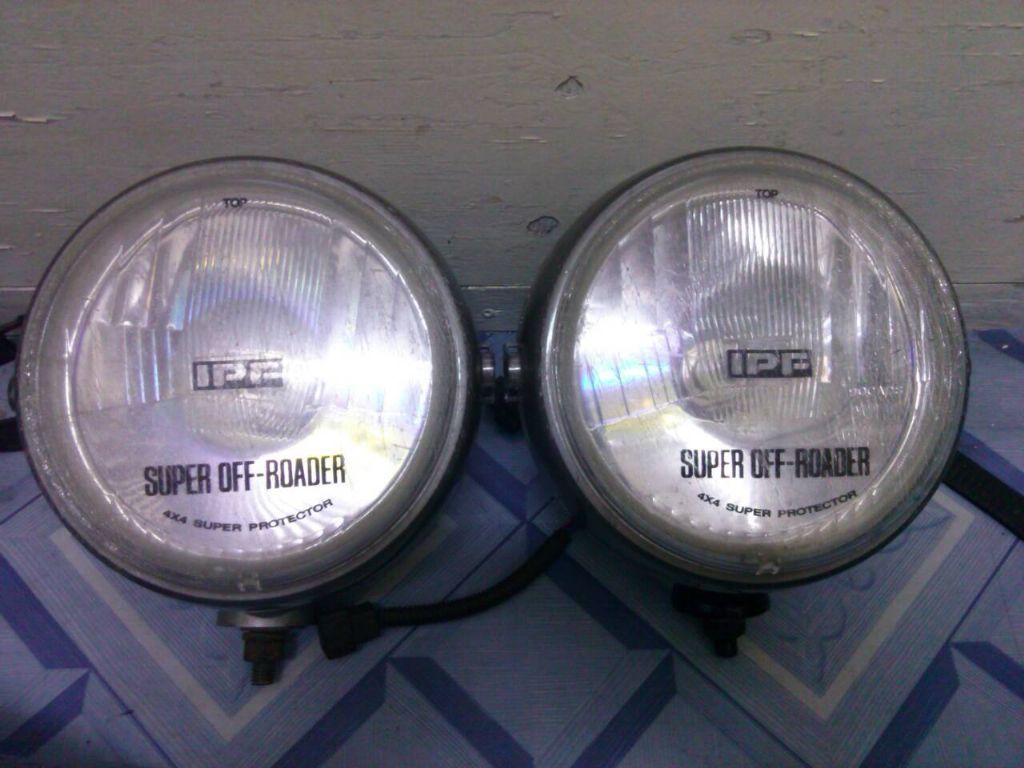 TOP
IPF
SUPER OFF-ROADER
4X4 SUPER PROTECTOR
TOP
IPF
SUPER OFF-ROADER
4X4 SUPER PROTECTOR